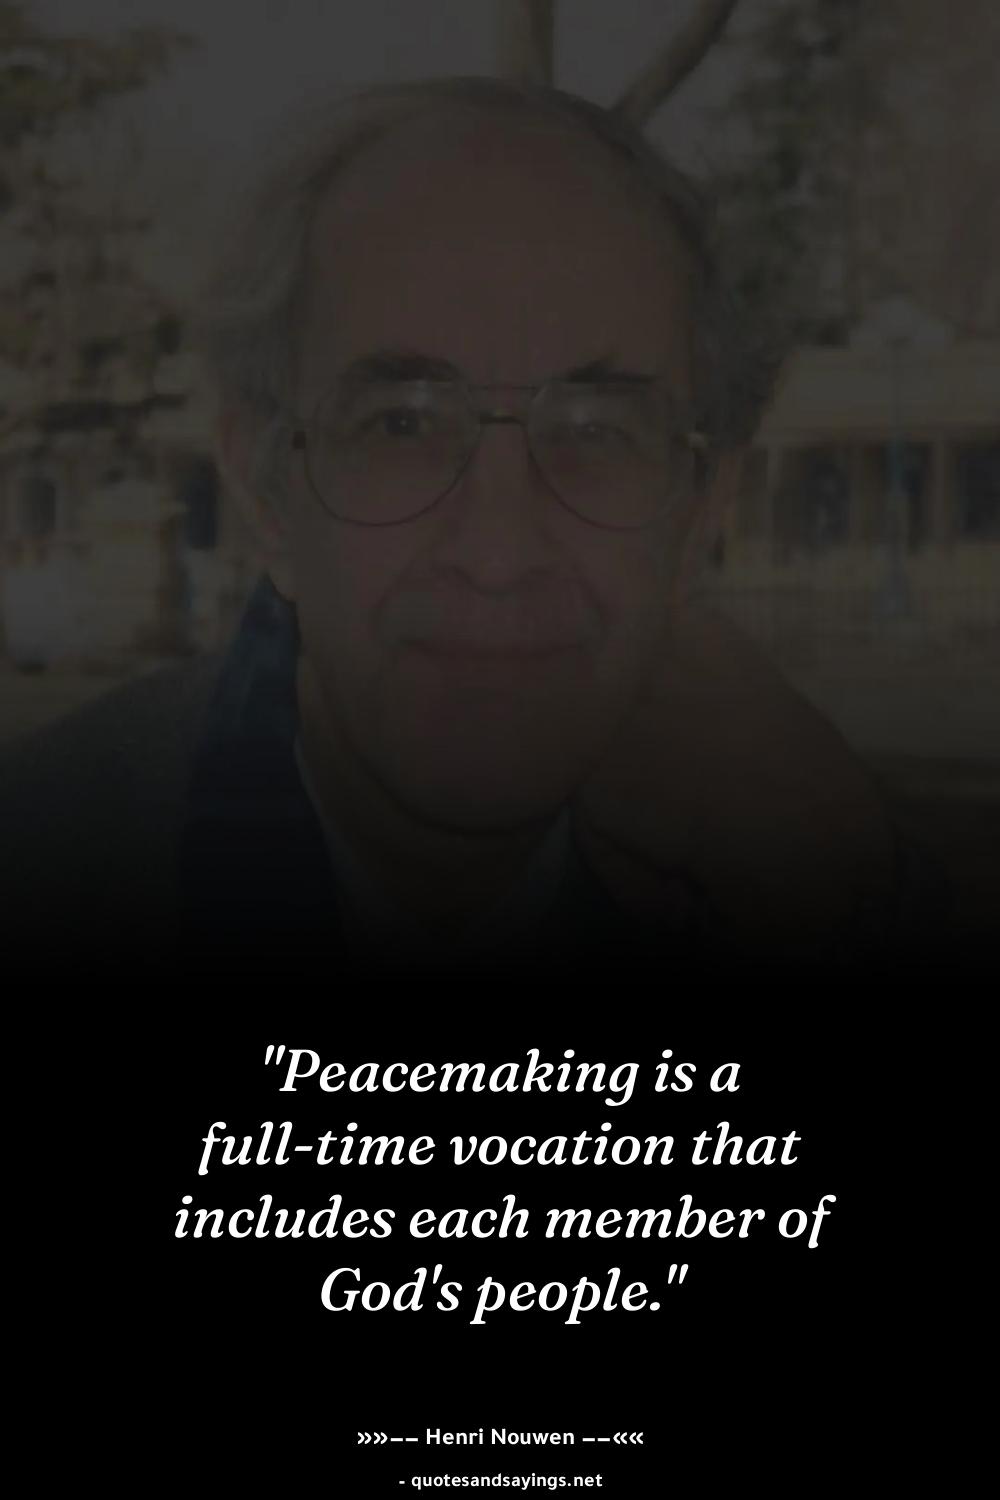 "Peacemaking is a
full-time vocation that
includes each member of
God's people."
»»–– Henri Nouwen ––««
- quotesandsayings.net